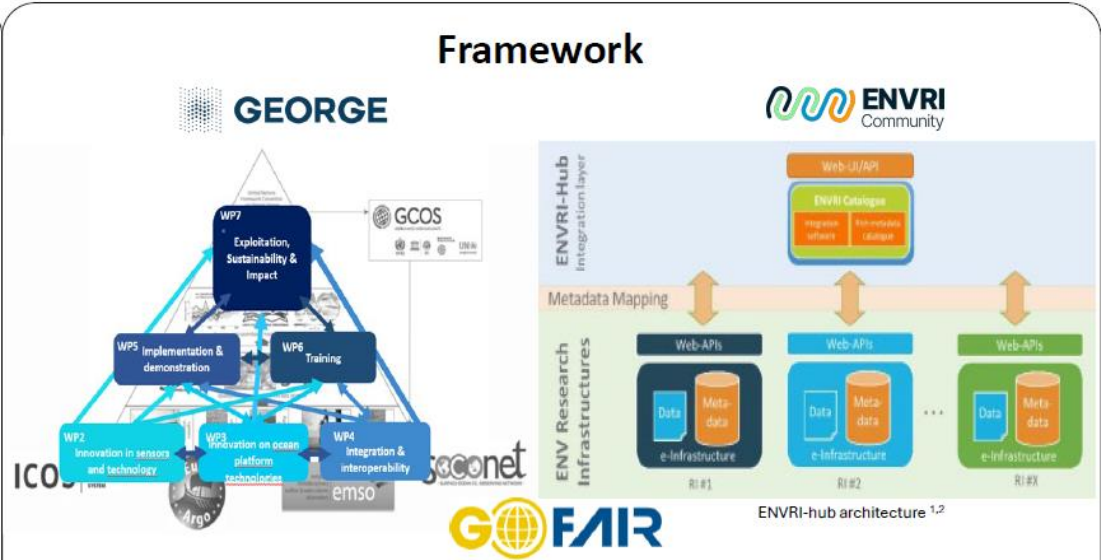 Framework
GEORGE
GCOS
WP7
Exploitation,
Sustainability &
Impact
WP5
Implementation &
demonstration
WP6
Training
WP2
Innovation in sensors
and technology
WP3
Innovation on ocean
platform
technologies
WP4
Integration &
interoperability
ICOS
Argo
emso
GO FAIR
ENVRI
Community
ENVRI-Hub
Integration layer
Web-UI/API
ENVRI Catalogue
Integration
software
Rich metadata
catalogue
Metadata Mapping
ENV Research
Infrastructures
Web-APIs
Data
Meta-
data
e-Infrastructure
RI #1
Web-APIs
Data
Meta-
data
e-Infrastructure
RI #2
...
Web-APIs
Data
Meta-
data
e-Infrastructure
RI #X
ENVRI-hub architecture 1,2